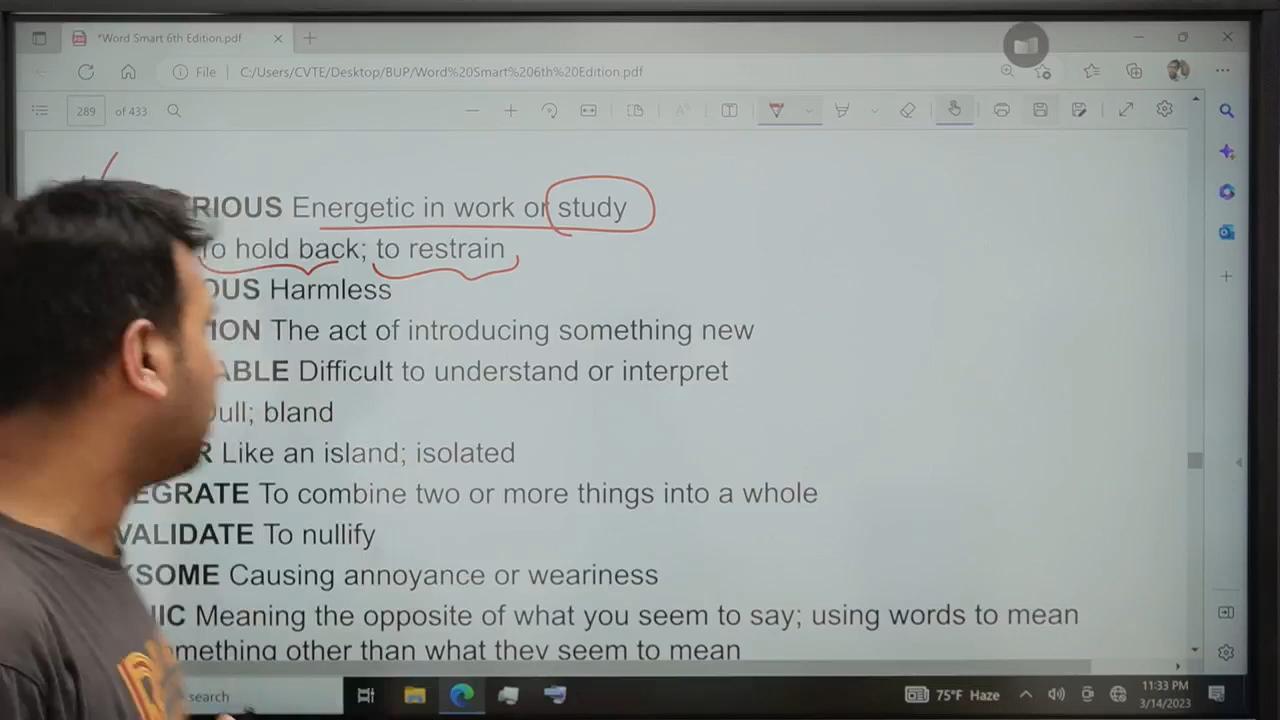 *Word Smart 6th Edition.pdf
File C:/Users/CVTE/Desktop/BUP/Word%20Smart%206th%20Edition.pdf
289 of 433
RIOUS Energetic in work or study
To hold back; to restrain
OUS Harmless
ION The act of introducing something new
ABLE Difficult to understand or interpret
Dull; bland
R Like an island; isolated
EGRATE To combine two or more things into a whole
VALIDATE To nullify
KSOME Causing annoyance or weariness
NIC Meaning the opposite of what you seem to say; using words to mean
something other than what they seem to mean
search 75°F Haze 11:33 PM
3/14/2023